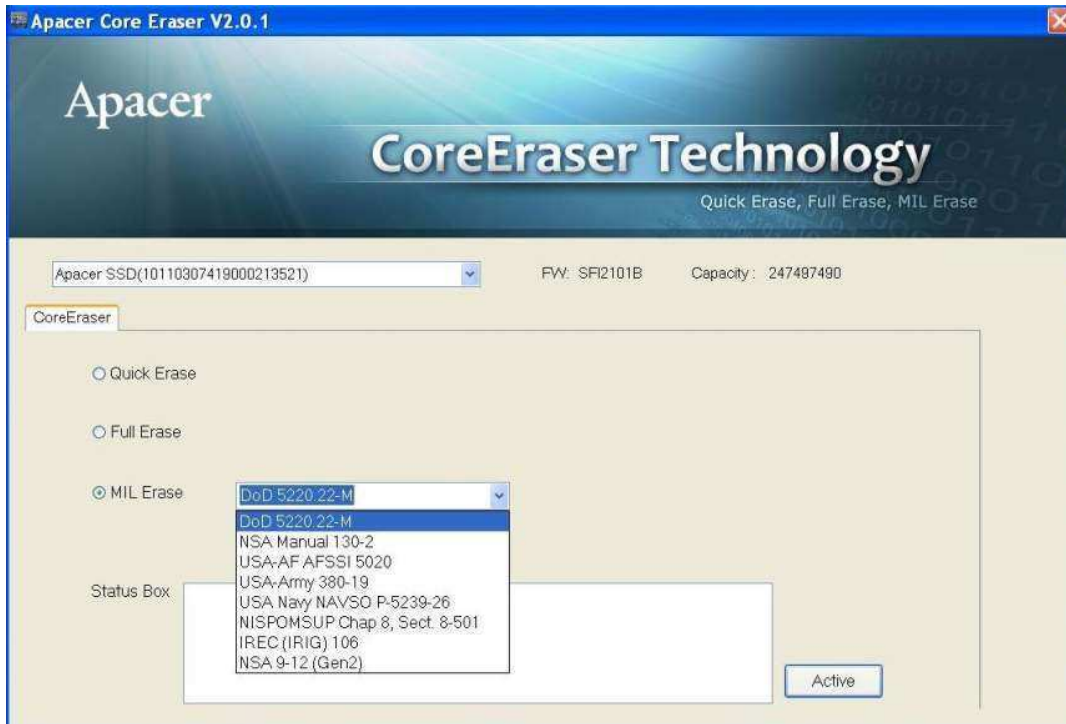 Apacer Core Eraser V2.0.1
Apacer
CoreEraser Technology
Quick Erase, Full Erase, MIL Erase
Apacer SSD(10110307419000213521) FW: SFI2101B Capacity: 247497490
CoreEraser
Quick Erase
Full Erase
MIL Erase DoD 5220.22-M
DoD 5220.22-M
NSA Manual 130-2
USA-AF AFSSI 5020
USA-Army 380-19
USA Navy NAVSO P-5239-26
NISPOMSUP Chap 8, Sect. 8-501
IREC (IRIG) 106
NSA 9-12 (Gen2)
Status Box
Active